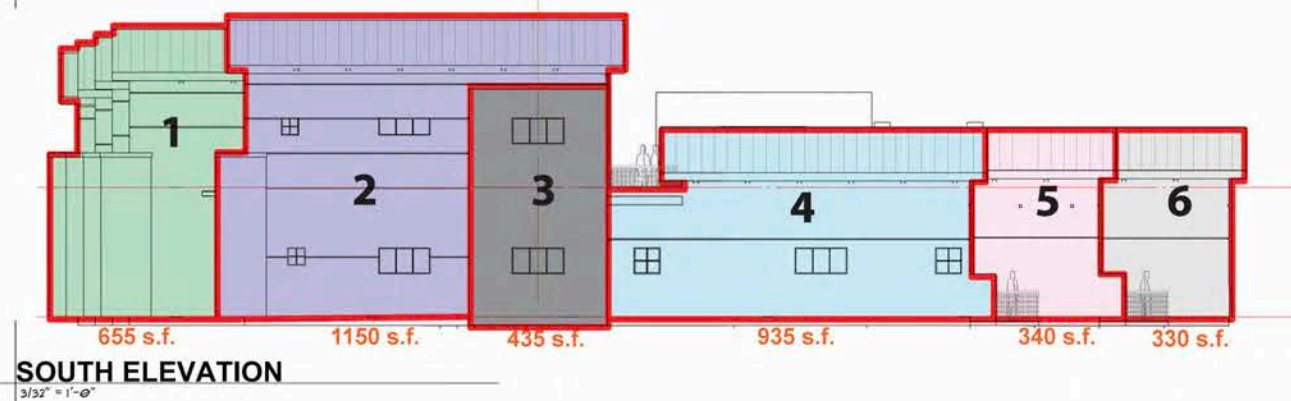 1
2
3
4
5
6
655 s.f.
1150 s.f.
435 s.f.
935 s.f.
340 s.f.
330 s.f.
SOUTH ELEVATION
3/32" = 1'-0"